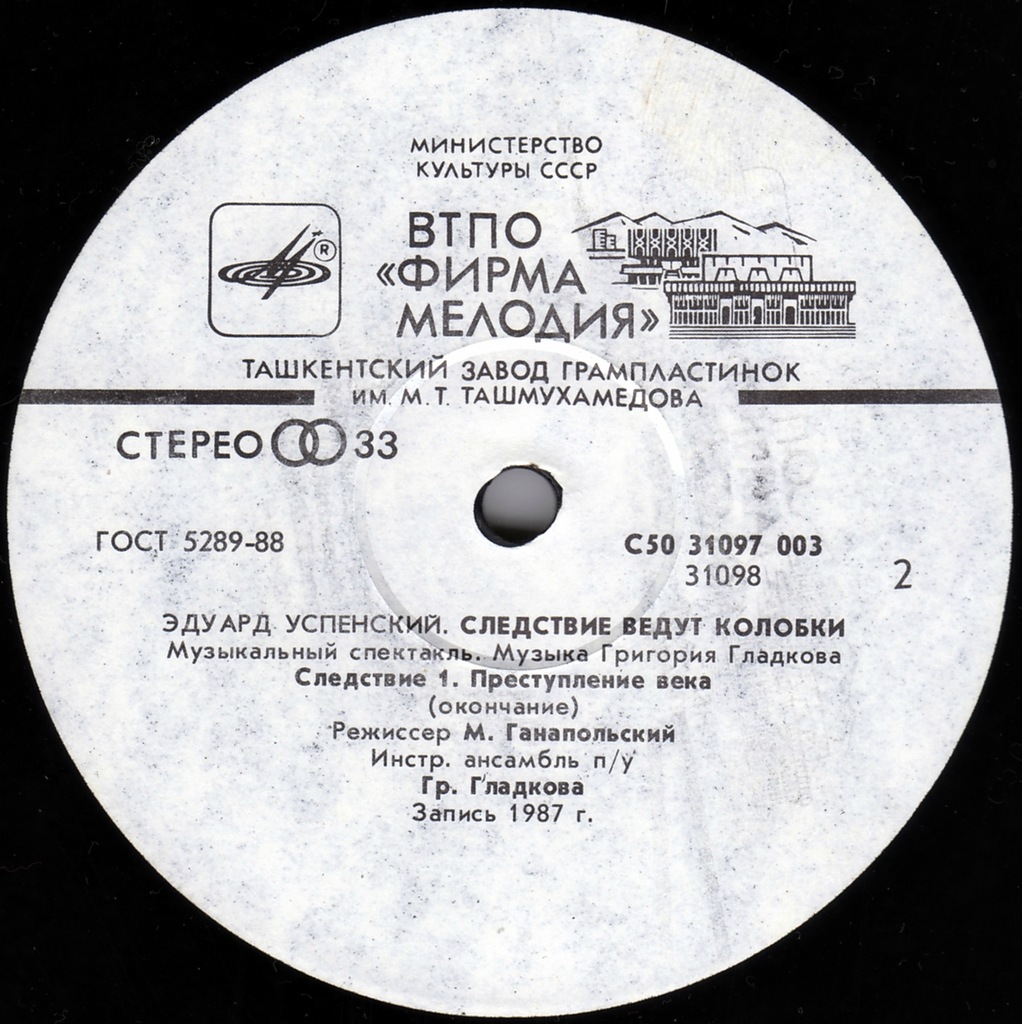 МИНИСТЕРСТВО
КУЛЬТУРЫ СССР
ВТПО
«ФИРМА
МЕЛОДИЯ»
®
ТАШКЕНТСКИЙ ЗАВОД ГРАМПЛАСТИНОК
ИМ. М. Т. ТАШМУХАМЕДОВА
СТЕРЕО 33
ГОСТ 5289-88
С50 31097 003
31098
2
ЭДУАРД УСПЕНСКИЙ. СЛЕДСТВИЕ ВЕДУТ КОЛОБКИ
Музыкальный спектакль. Музыка Григория Гладкова
Следствие 1. Преступление века
(окончание)
Режиссер М. Ганапольский
Инстр. ансамбль п/у
Гр. Гладкова
Запись 1987 г.